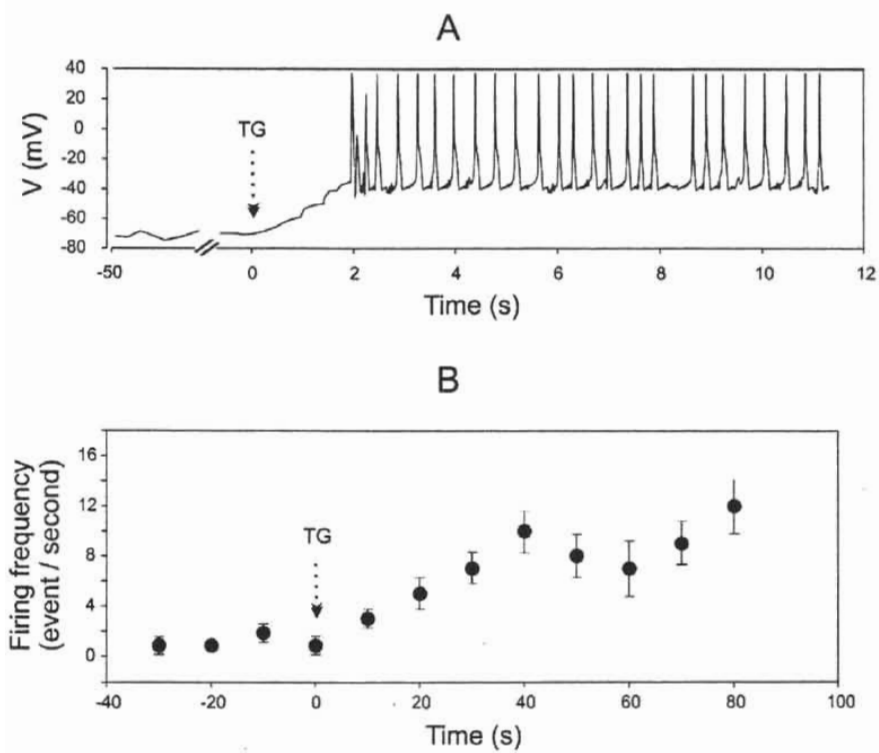 A
40
20
0
-20
-40
-60
-80
V (mV)
TG
-50 0 2 4 6 8 10 12
Time (s)
B
16
12
8
4
0
Firing frequency
(event / second)
TG
-40 -20 0 20 40 60 80 100
Time (s)